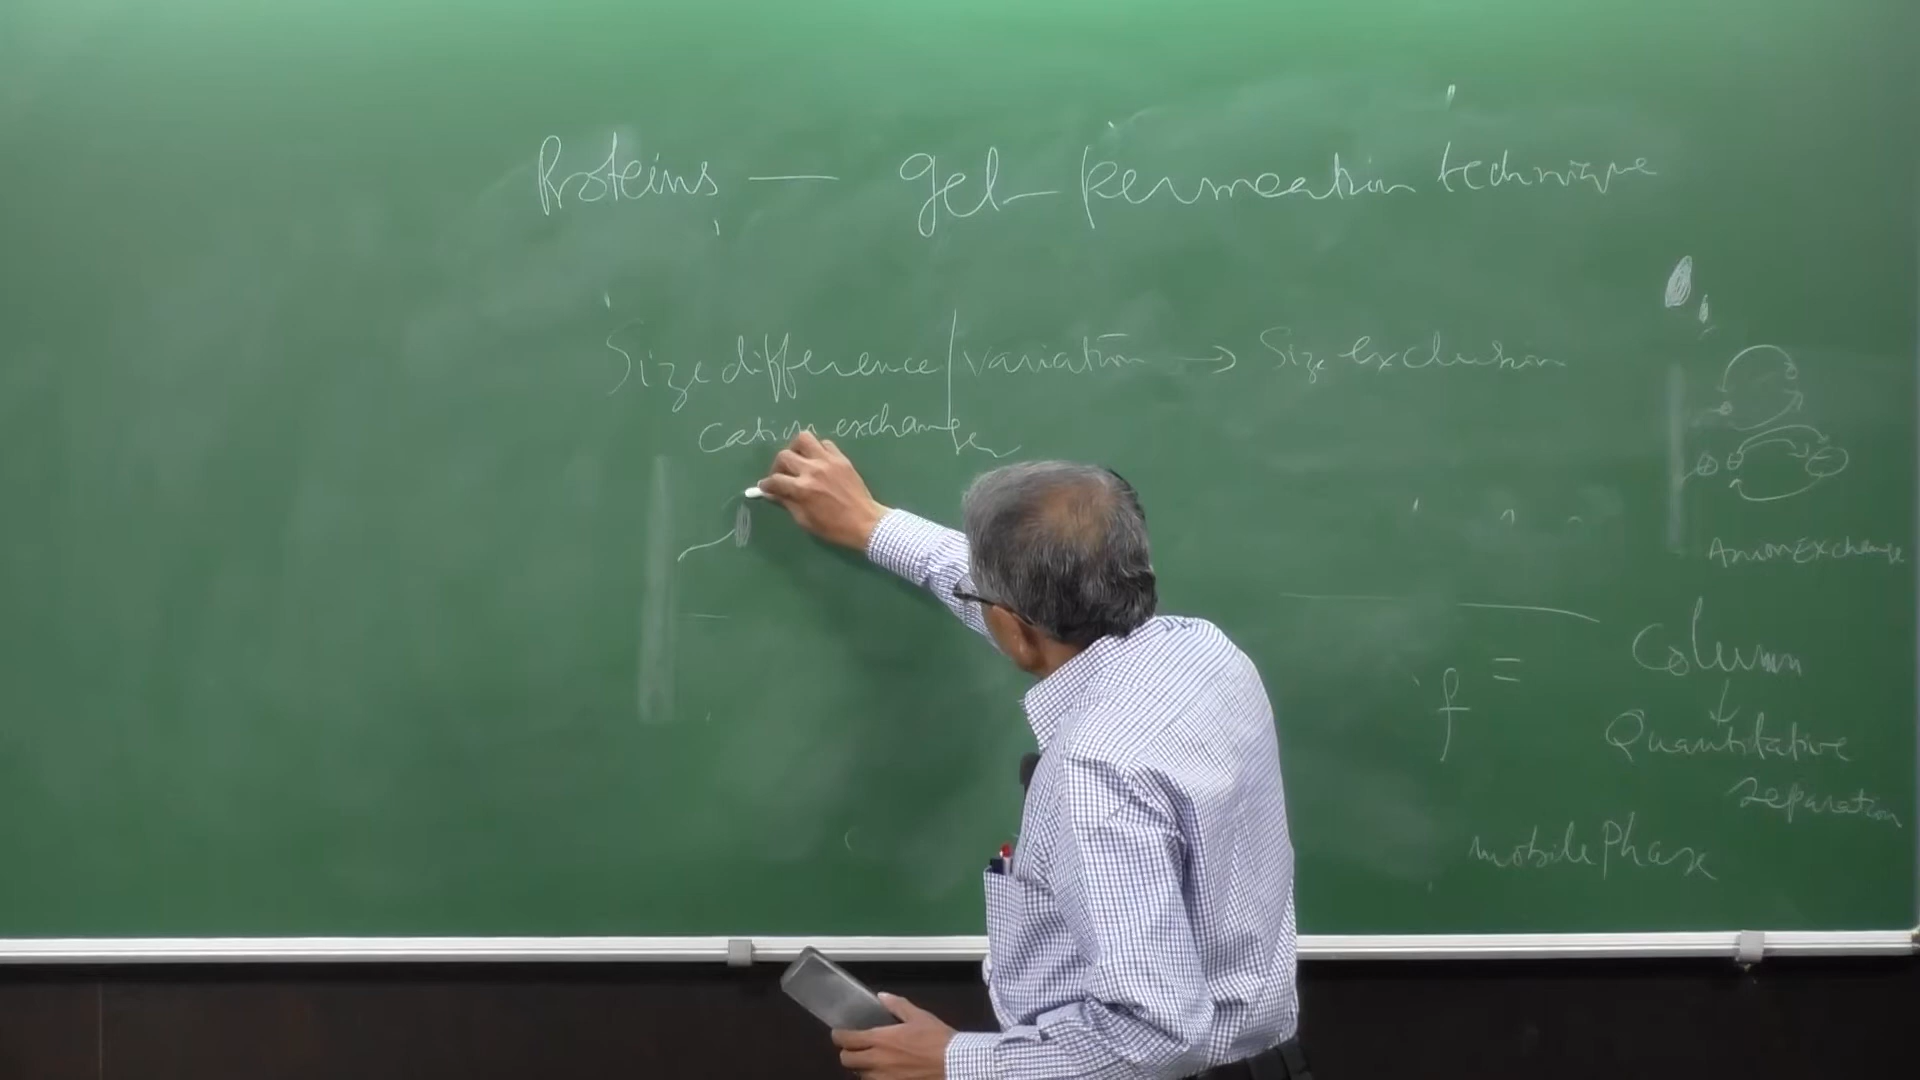 Proteins — gel-permeation technique
Size difference/variation → Size exclusion
cation exchange
⊕ ⊖ ⊖
Anion Exchange
f = Column
↓
Quantitative
separation
mobile Phase